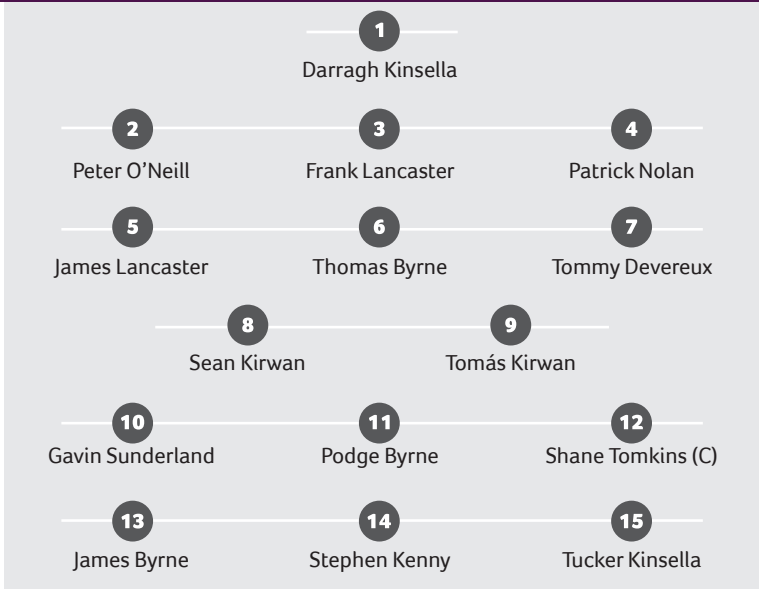 1
Darragh Kinsella
2 3 4
Peter O'Neill Frank Lancaster Patrick Nolan
5 6 7
James Lancaster Thomas Byrne Tommy Devereux
8 9
Sean Kirwan Tomás Kirwan
10 11 12
Gavin Sunderland Podge Byrne Shane Tomkins (C)
13 14 15
James Byrne Stephen Kenny Tucker Kinsella